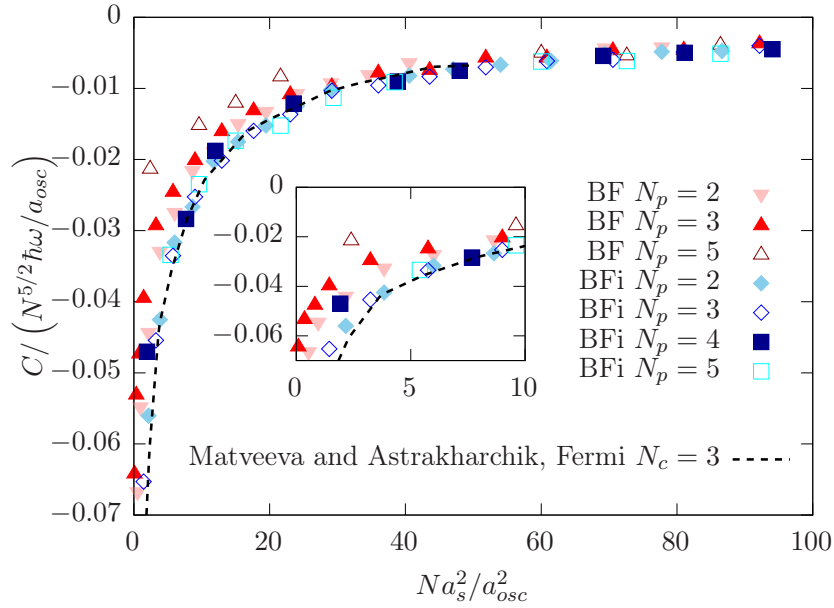 0
−0.01
−0.02
−0.03
−0.04
−0.05
−0.06
−0.07
0 20 40 60 80 100
C/ (N^{5/2}ℏω/a_{osc})
Na_s^2/a_{osc}^2
0
−0.02
−0.04
−0.06
0 5 10
BF N_p = 2
BF N_p = 3
BF N_p = 5
BFi N_p = 2
BFi N_p = 3
BFi N_p = 4
BFi N_p = 5
Matveeva and Astrakharchik, Fermi N_c = 3